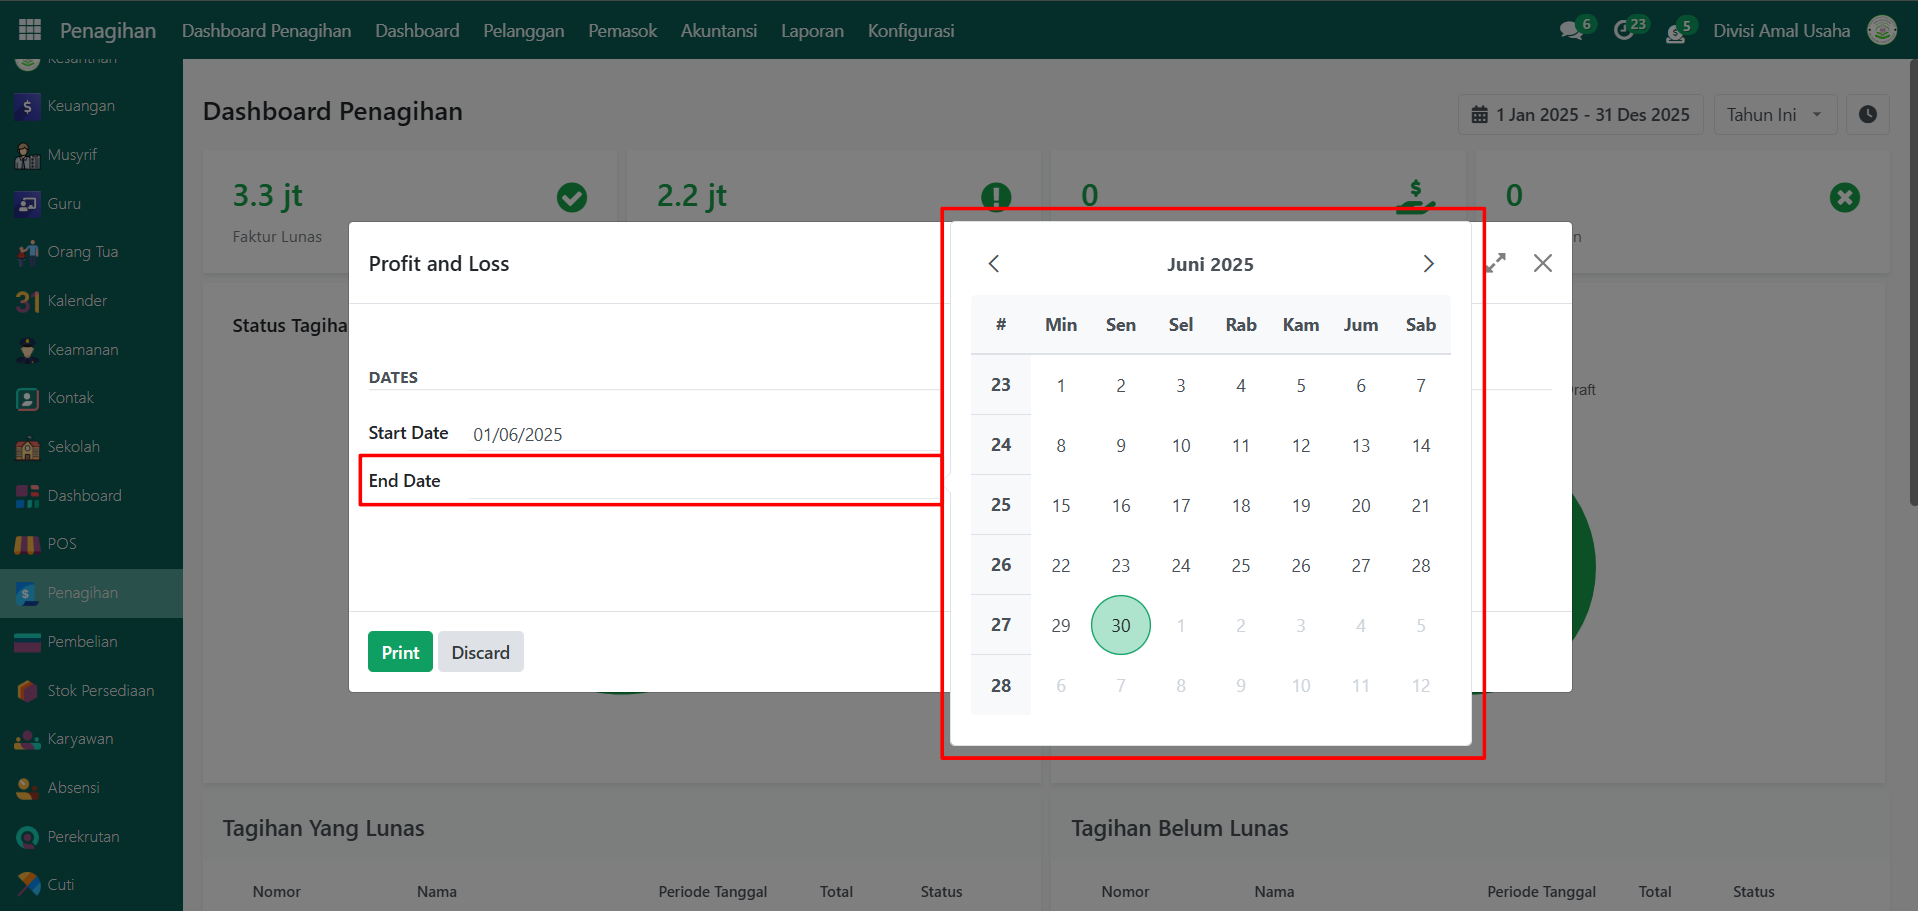 Penagihan Dashboard Penagihan Dashboard Pelanggan Pemasok Akuntansi Laporan Konfigurasi 6 23 5 Divisi Amal Usaha
Keuangan
Musyrif
Guru
Orang Tua
31 Kalender
Keamanan
Kontak
Sekolah
Dashboard
POS
Penagihan
Pembelian
Stok Persediaan
Karyawan
Absensi
Perekrutan
Cuti
Dashboard Penagihan
1 Jan 2025 - 31 Des 2025 Tahun Ini
3.3 jt
Faktur Lunas
2.2 jt
0
0
n
Status Tagiha
raft
Profit and Loss
DATES
Start Date 01/06/2025
End Date
Print Discard
Juni 2025
# Min Sen Sel Rab Kam Jum Sab
23 1 2 3 4 5 6 7
24 8 9 10 11 12 13 14
25 15 16 17 18 19 20 21
26 22 23 24 25 26 27 28
27 29 30 1 2 3 4 5
28 6 7 8 9 10 11 12
Tagihan Yang Lunas
Nomor Nama Periode Tanggal Total Status
Tagihan Belum Lunas
Nomor Nama Periode Tanggal Total Status